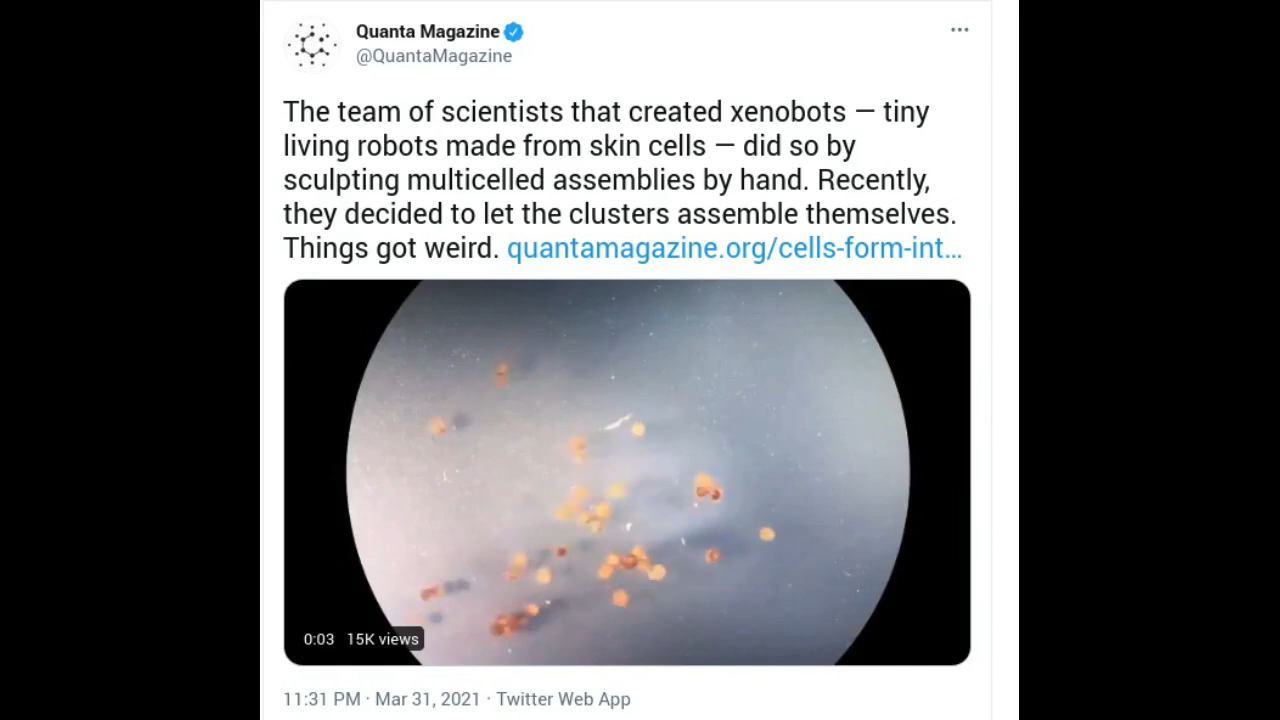 Quanta Magazine
@QuantaMagazine
The team of scientists that created xenobots — tiny
living robots made from skin cells — did so by
sculpting multicelled assemblies by hand. Recently,
they decided to let the clusters assemble themselves.
Things got weird. quantamagazine.org/cells-form-int…
0:03 15K views
11:31 PM · Mar 31, 2021 · Twitter Web App